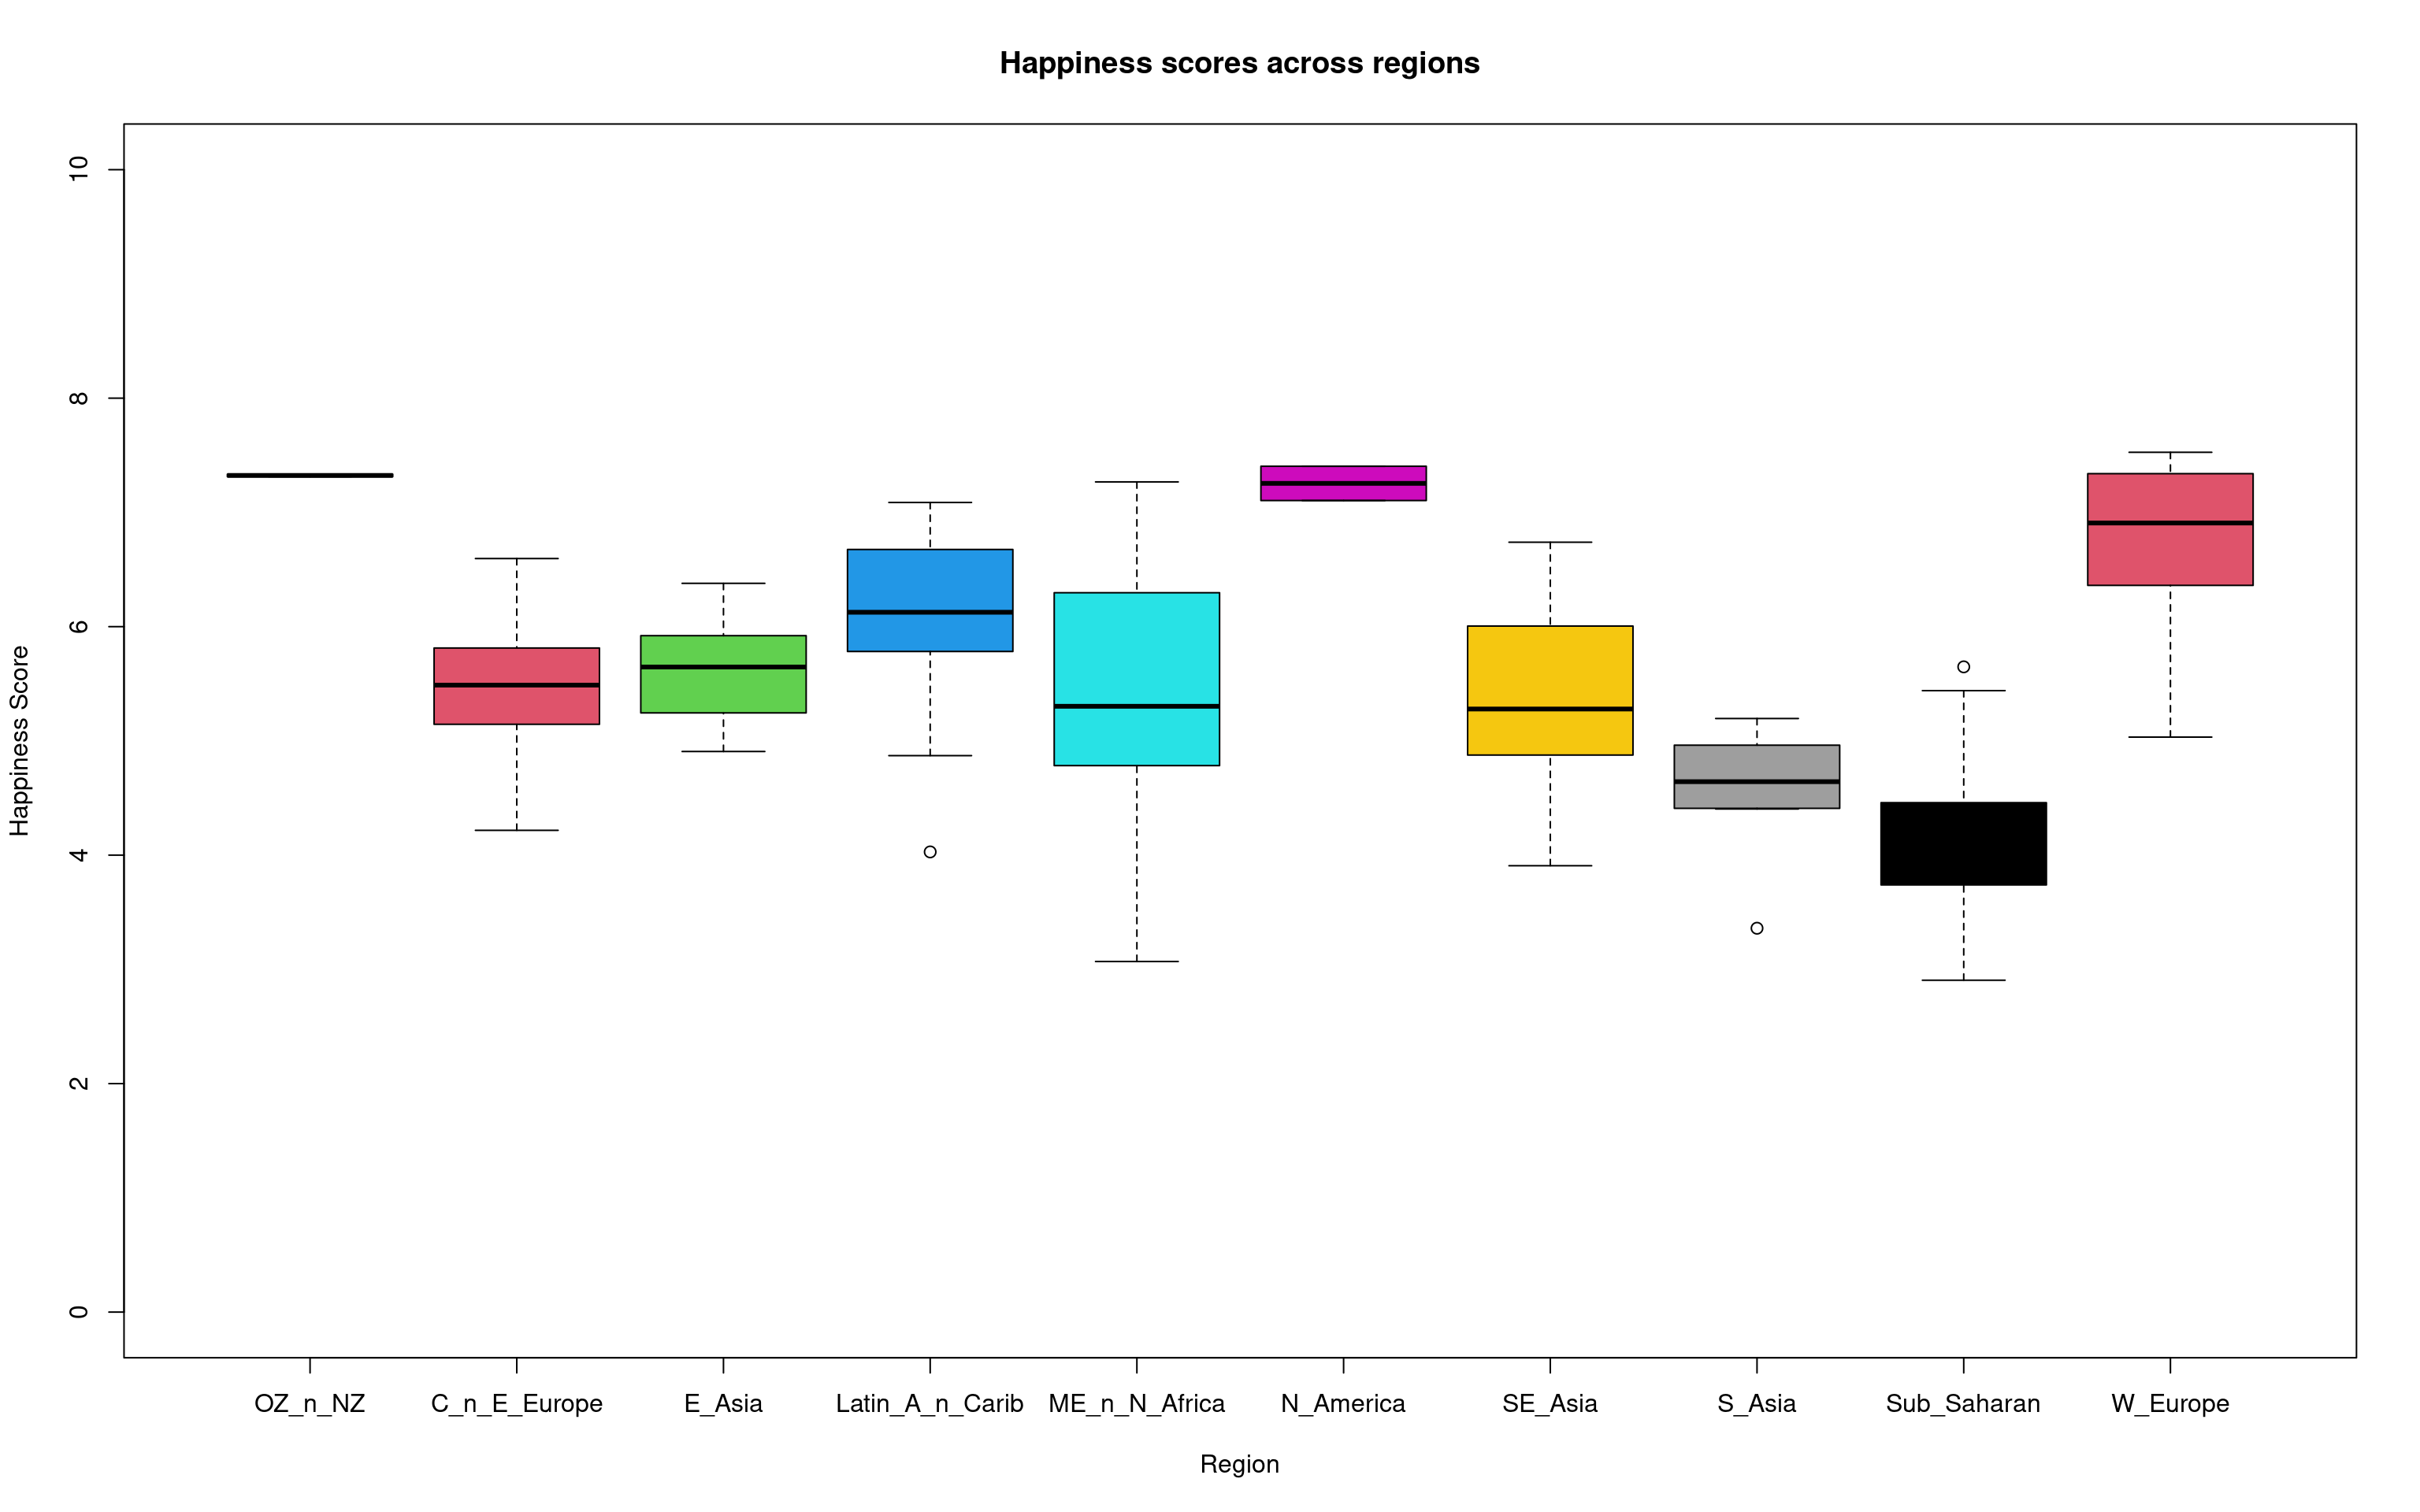 Happiness scores across regions
Happiness Score
10
8
6
4
2
0
OZ_n_NZ C_n_E_Europe E_Asia Latin_A_n_Carib ME_n_N_Africa N_America SE_Asia S_Asia Sub_Saharan W_Europe
Region